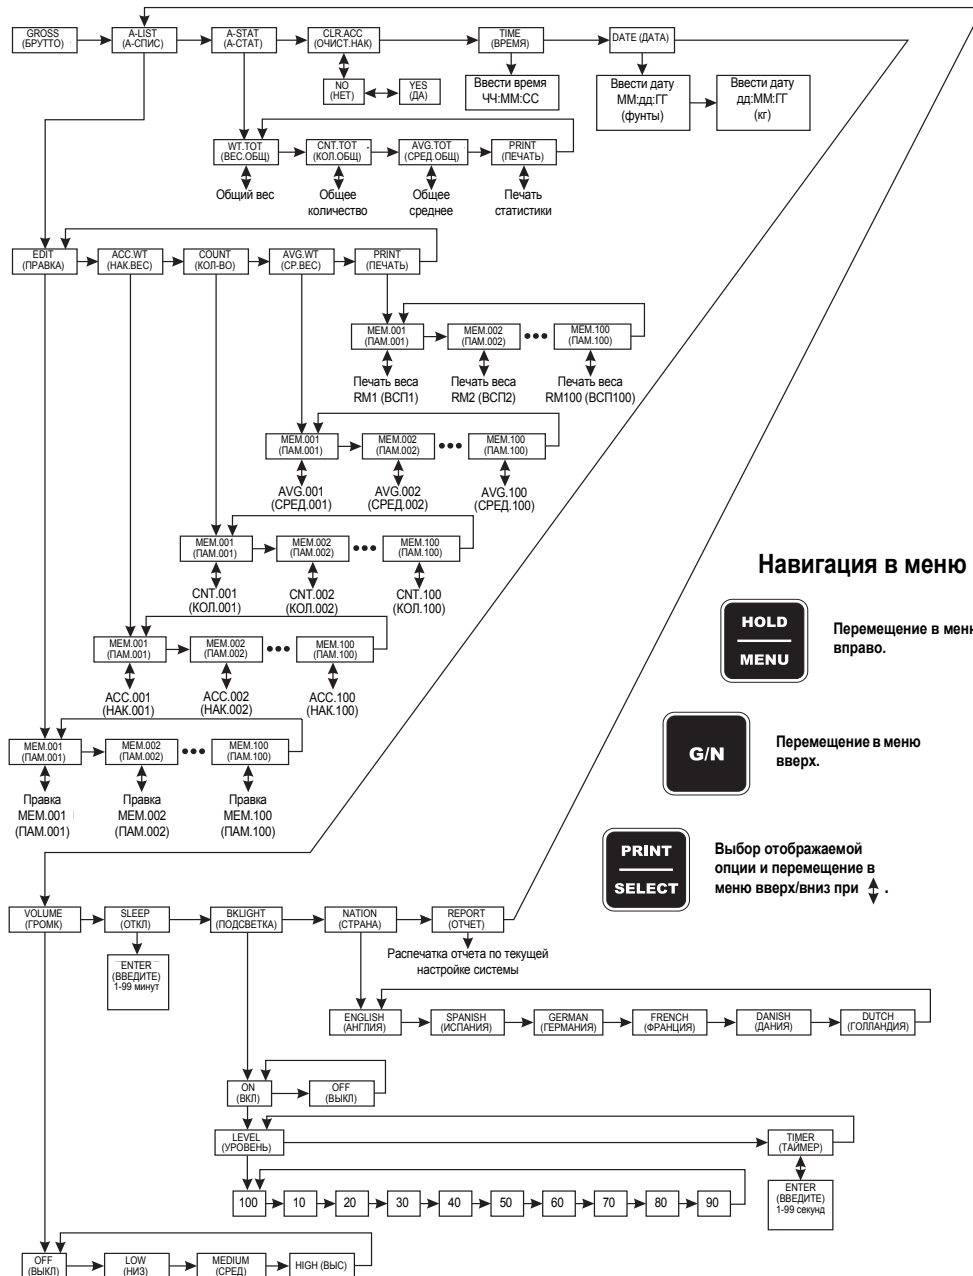 GROSS
(БРУТТО)
A-LIST
(А-СПИС)
A-STAT
(А-СТАТ)
CLR.ACC
(ОЧИСТ.НАК)
TIME
(ВРЕМЯ)
DATE (ДАТА)
NO
(НЕТ)
YES
(ДА)
Ввести время
ЧЧ:ММ:СС
Ввести дату
ММ:дд:ГГ
(фунты)
Ввести дату
дд:ММ:ГГ
(кг)
WT.TOT
(ВЕС.ОБЩ)
CNT.TOT
(КОЛ.ОБЩ)
AVG.TOT
(СРЕД.ОБЩ)
PRINT
(ПЕЧАТЬ)
Общий вес
Общее
количество
Общее
среднее
Печать
статистики
EDIT
(ПРАВКА)
ACC.WT
(НАК.ВЕС)
COUNT
(КОЛ-ВО)
AVG.WT
(СР.ВЕС)
PRINT
(ПЕЧАТЬ)
MEM.001
(ПАМ.001)
MEM.002
(ПАМ.002)
MEM.100
(ПАМ.100)
Печать веса
RM1 (ВСП1)
Печать веса
RM2 (ВСП2)
Печать веса
RM100 (ВСП100)
MEM.001
(ПАМ.001)
MEM.002
(ПАМ.002)
MEM.100
(ПАМ.100)
AVG.001
(СРЕД.001)
AVG.002
(СРЕД.002)
AVG.100
(СРЕД.100)
MEM.001
(ПАМ.001)
MEM.002
(ПАМ.002)
MEM.100
(ПАМ.100)
CNT.001
(КОЛ.001)
CNT.002
(КОЛ.002)
CNT.100
(КОЛ.100)
MEM.001
(ПАМ.001)
MEM.002
(ПАМ.002)
MEM.100
(ПАМ.100)
ACC.001
(НАК.001)
ACC.002
(НАК.002)
ACC.100
(НАК.100)
MEM.001
(ПАМ.001)
MEM.002
(ПАМ.002)
MEM.100
(ПАМ.100)
Правка
MEM.001
(ПАМ.001)
Правка
MEM.002
(ПАМ.002)
Правка
MEM.100
(ПАМ.100)
Навигация в меню
HOLD
MENU
Перемещение в меню
вправо.
G/N
Перемещение в меню
вверх.
PRINT
SELECT
Выбор отображаемой
опции и перемещение в
меню вверх/вниз при .
VOLUME
(ГРОМК)
SLEEP
(ОТКЛ)
BKLIGHT
(ПОДСВЕТКА)
NATION
(СТРАНА)
REPORT
(ОТЧЕТ)
ENTER
(ВВЕДИТЕ)
1-99 минут
Распечатка отчета по текущей
настройке системы
ENGLISH
(АНГЛИЯ)
SPANISH
(ИСПАНИЯ)
GERMAN
(ГЕРМАНИЯ)
FRENCH
(ФРАНЦИЯ)
DANISH
(ДАНИЯ)
DUTCH
(ГОЛЛАНДИЯ)
ON
(ВКЛ)
OFF
(ВЫКЛ)
LEVEL
(УРОВЕНЬ)
TIMER
(ТАЙМЕР)
ENTER
(ВВЕДИТЕ)
1-99 секунд
100 10 20 30 40 50 60 70 80 90
OFF
(ВЫКЛ)
LOW
(НИЗ)
MEDIUM
(СРЕД)
HIGH (ВЫС)